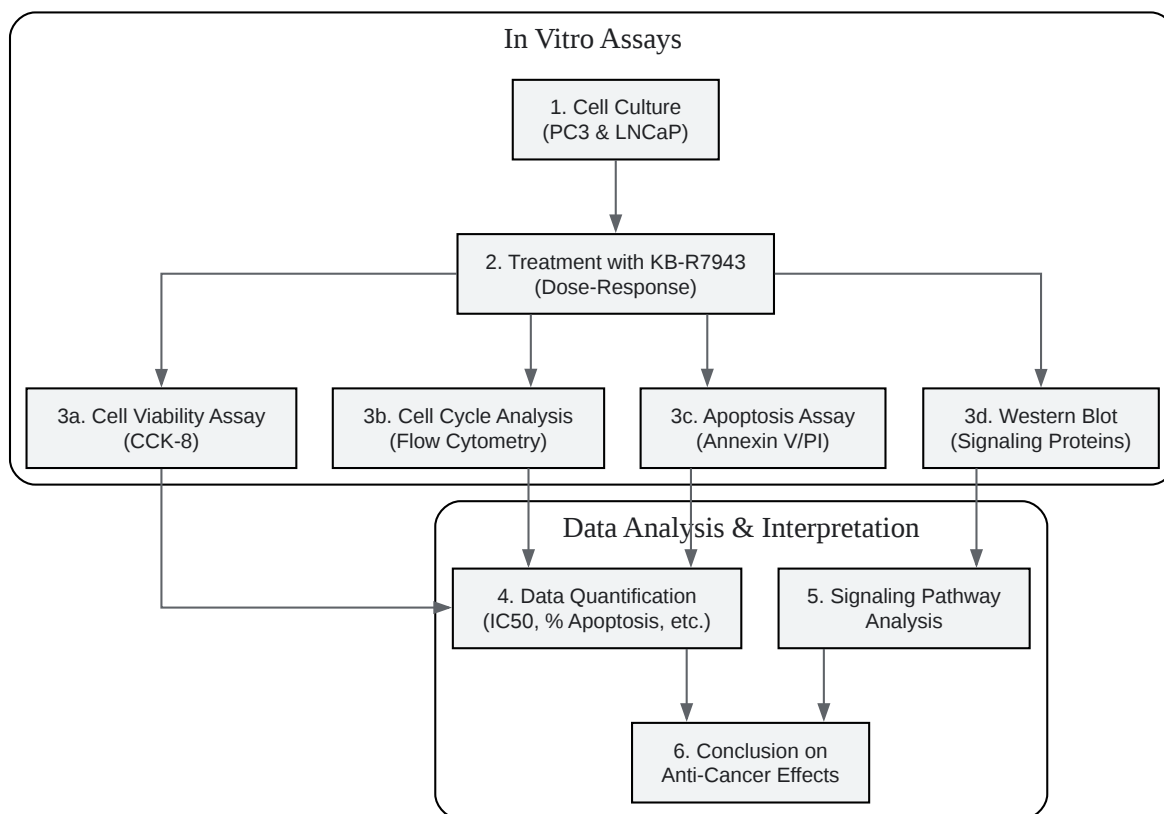 In Vitro Assays
1. Cell Culture
(PC3 & LNCaP)
2. Treatment with KB-R7943
(Dose-Response)
3a. Cell Viability Assay
(CCK-8)
3b. Cell Cycle Analysis
(Flow Cytometry)
3c. Apoptosis Assay
(Annexin V/PI)
3d. Western Blot
(Signaling Proteins)
Data Analysis & Interpretation
4. Data Quantification
(IC50, % Apoptosis, etc.)
5. Signaling Pathway
Analysis
6. Conclusion on
Anti-Cancer Effects